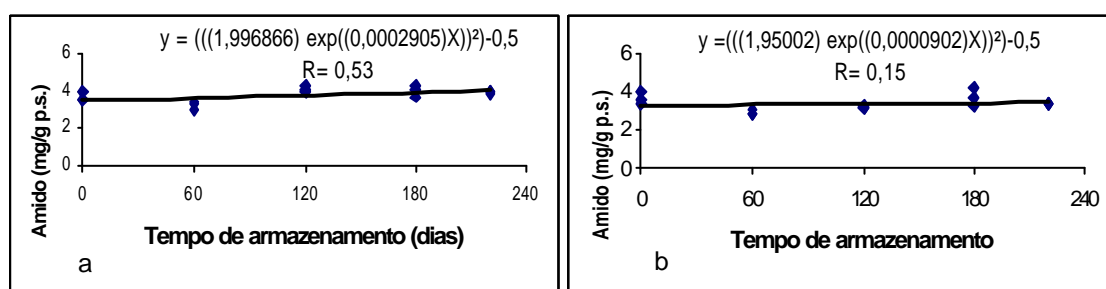 y = (((1,996866) exp((0,0002905)X))²)-0,5
R= 0,53
Amido (mg/g p.s.)
6
4
2
0
0 60 120 180 240
Tempo de armazenamento (dias)
a
y =(((1,95002) exp((0,0000902)X))²)-0,5
R= 0,15
Amido (mg/g p.s.)
6
4
2
0
0 60 120 180 240
Tempo de armazenamento
b